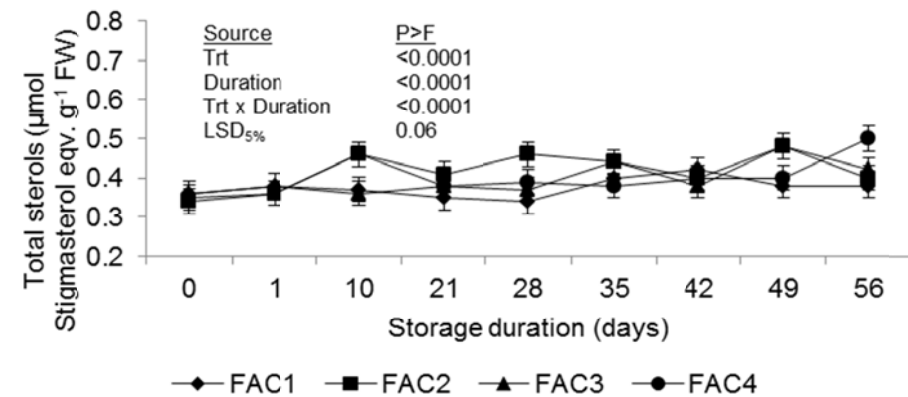 Total sterols (µmol
Stigmasterol eqv. g⁻¹ FW)
0.8
0.7
0.6
0.5
0.4
0.3
0.2
Source P>F
Trt <0.0001
Duration <0.0001
Trt x Duration <0.0001
LSD₅% 0.06
0 1 10 21 28 35 42 49 56
Storage duration (days)
FAC1 FAC2 FAC3 FAC4